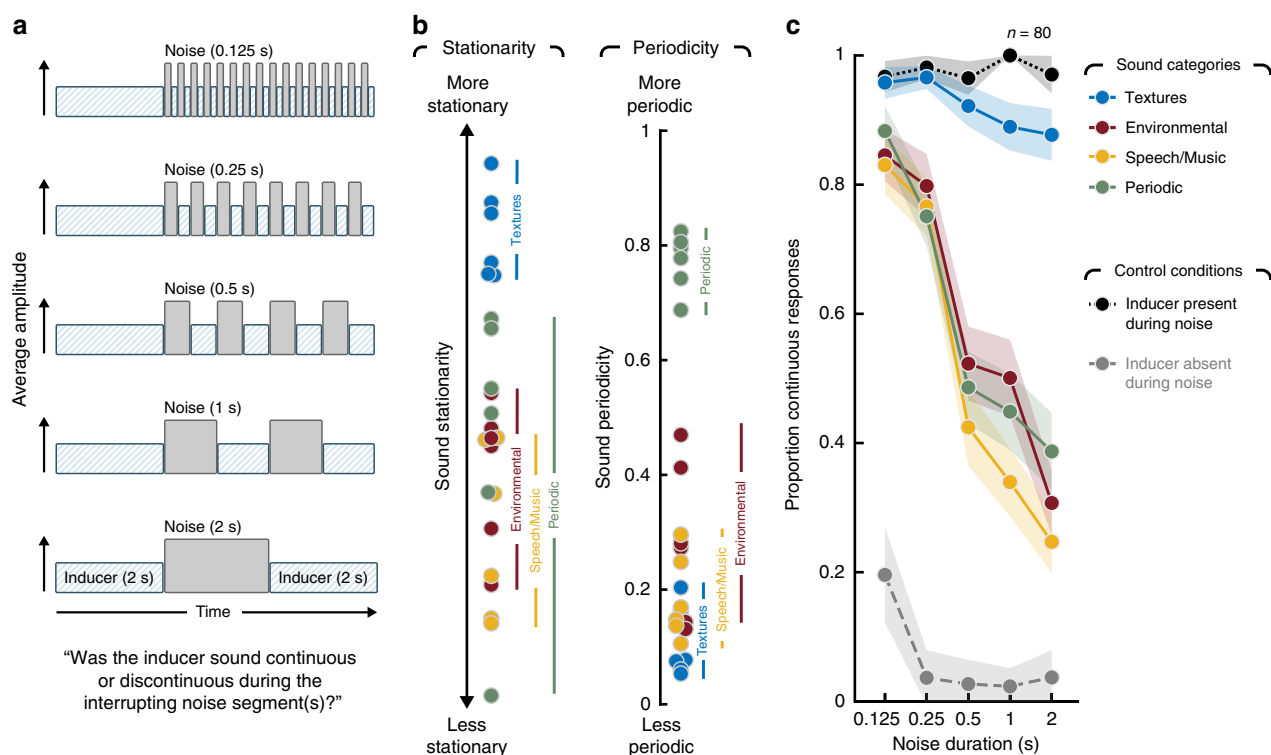 a
Noise (0.125 s)
Noise (0.25 s)
Noise (0.5 s)
Noise (1 s)
Noise (2 s)
Inducer (2 s)
Inducer (2 s)
Average amplitude
Time
“Was the inducer sound continuous
or discontinuous during the
interrupting noise segment(s)?”
b
Stationarity
More
stationary
Sound stationarity
Textures
Environmental
Speech/Music
Periodic
Less
stationary
Periodicity
More
periodic
1
0.8
0.6
0.4
0.2
0
Sound periodicity
Periodic
Environmental
Speech/Music
Textures
Less
periodic
c
n = 80
1
0.8
0.6
0.4
0.2
0
Proportion continuous responses
0.125 0.25 0.5 1 2
Noise duration (s)
Sound categories
Textures
Environmental
Speech/Music
Periodic
Control conditions
Inducer present
during noise
Inducer absent
during noise